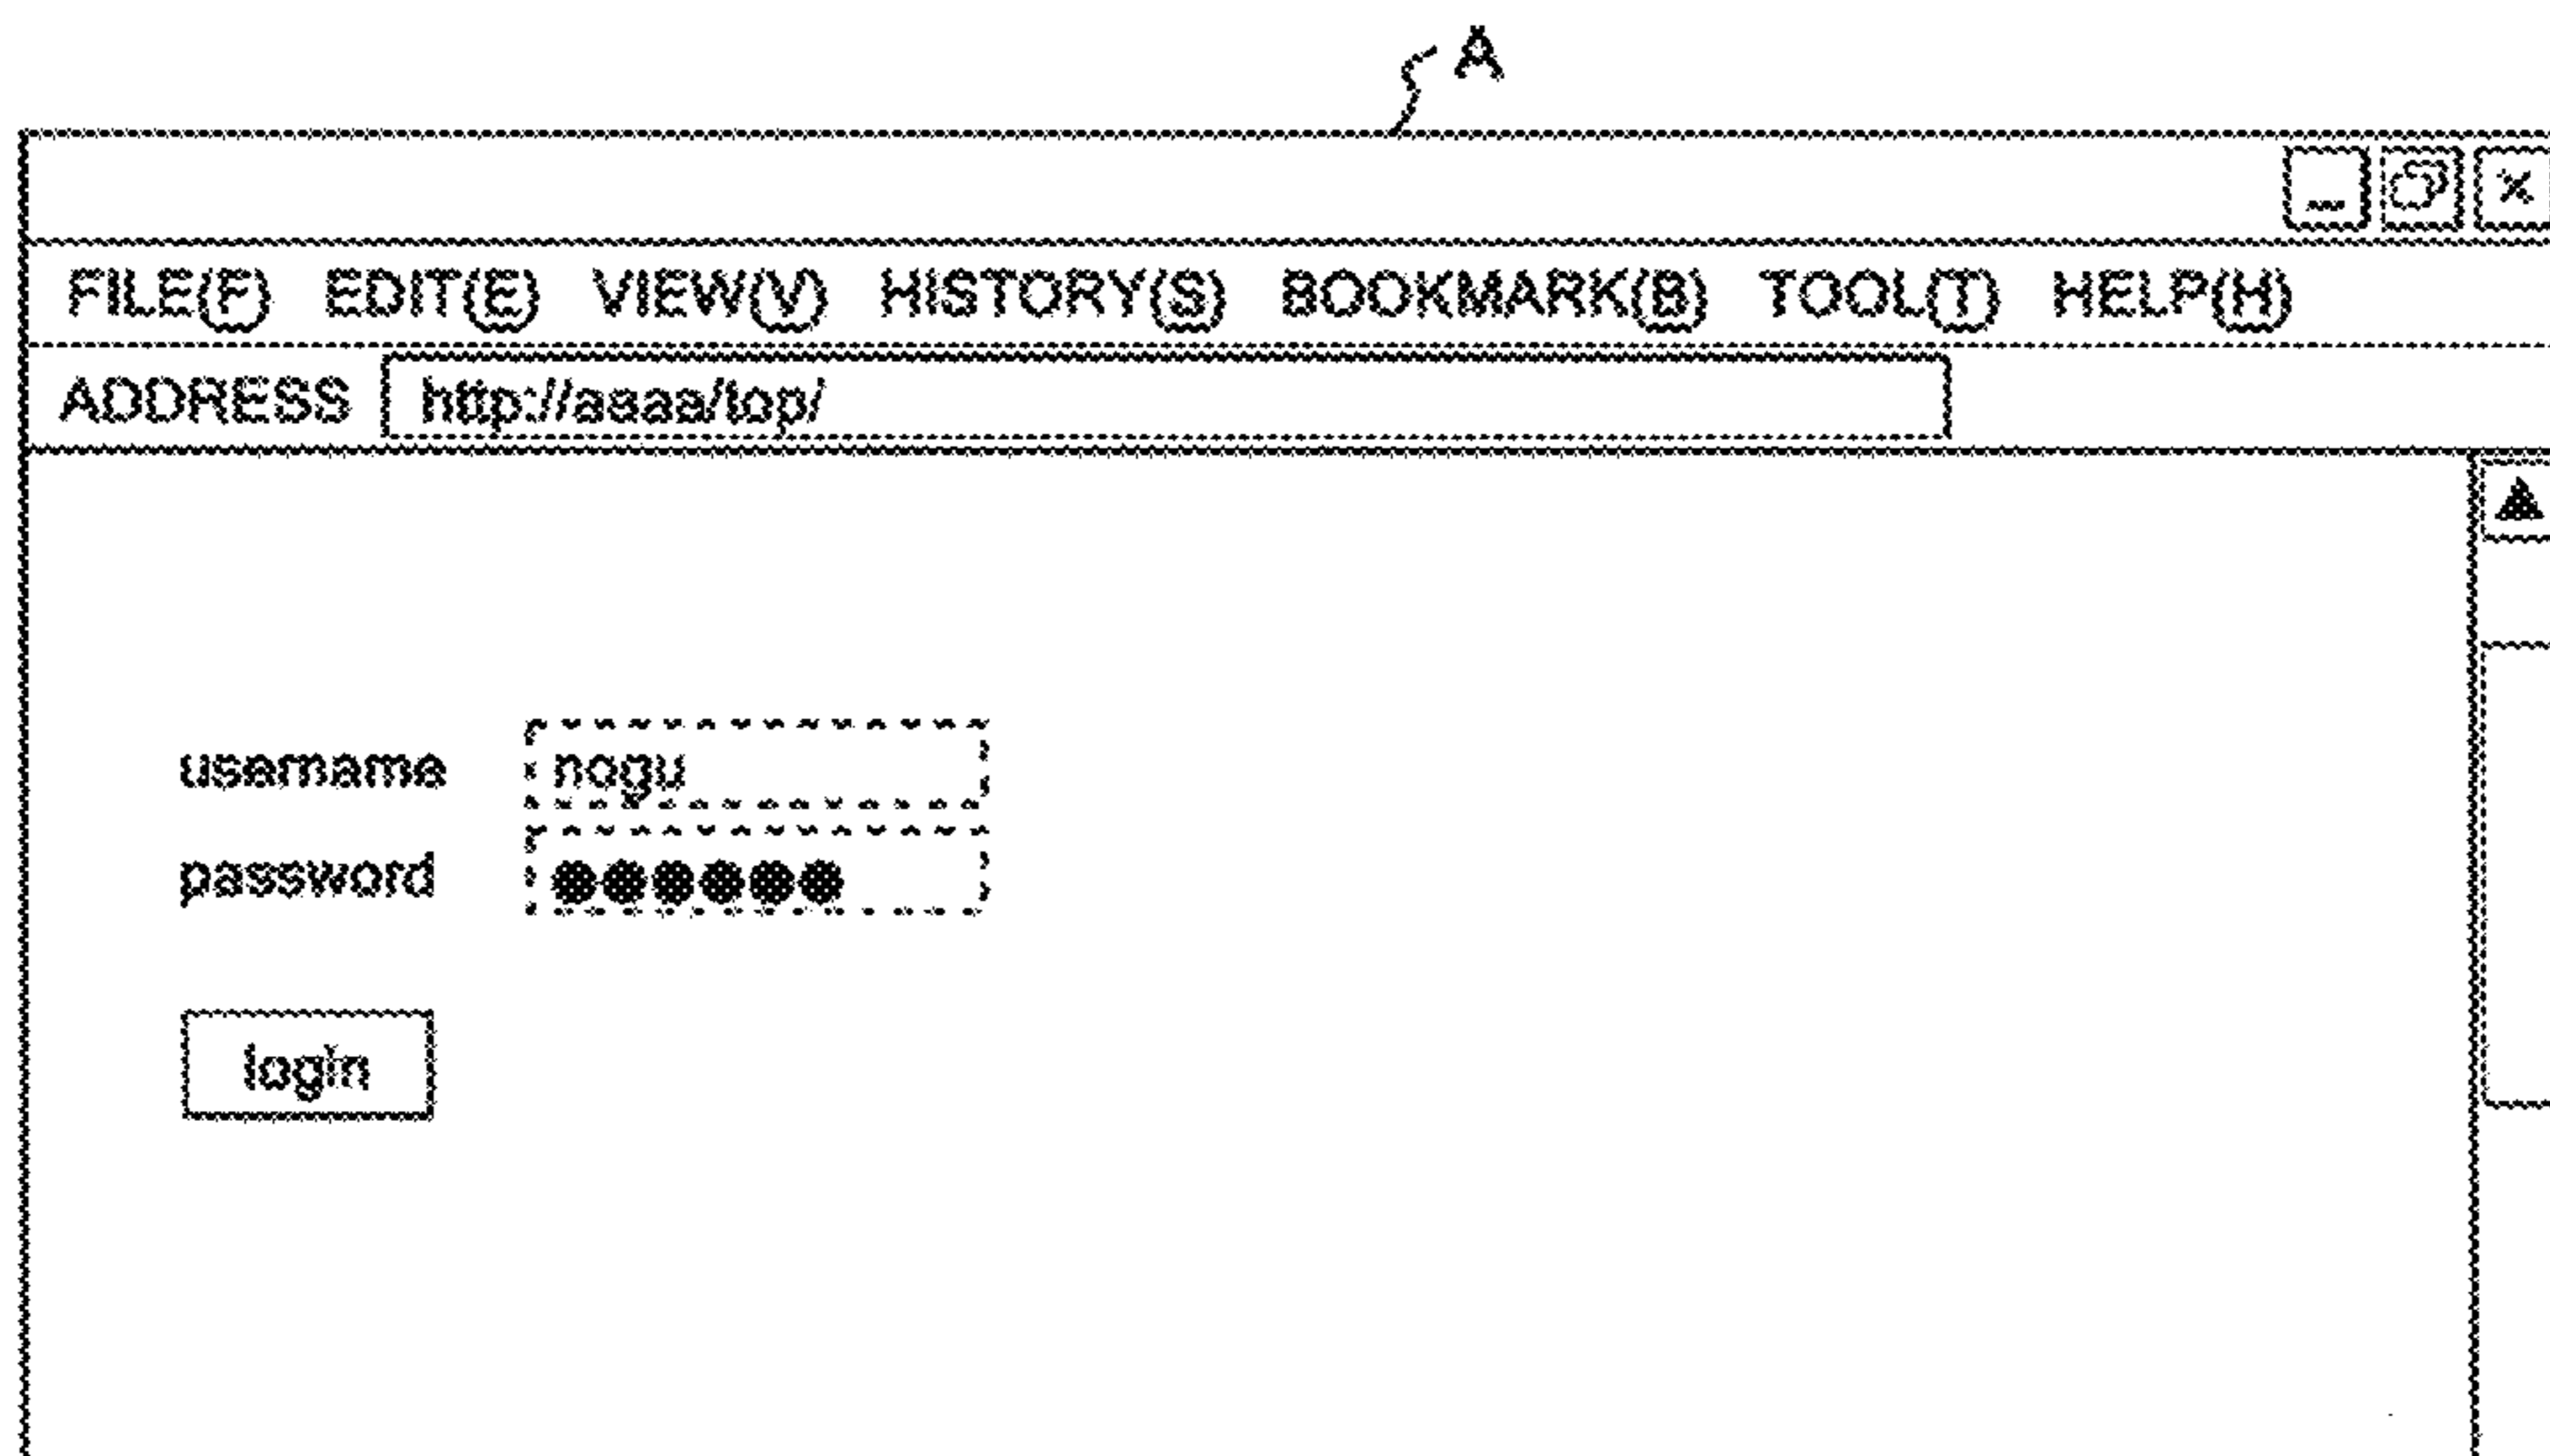 A
FILE(F) EDIT(E) VIEW(V) HISTORY(S) BOOKMARK(B) TOOL(T) HELP(H)
ADDRESS http://aaaa/top/
username nogu
password ●●●●●●
login